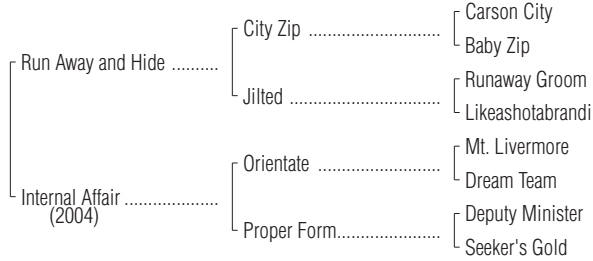 Carson City
City Zip ............................
Baby Zip
Run Away and Hide ..........
Runaway Groom
Jilted ................................
Likeashotabrandi
Mt. Livermore
Orientate ..........................
Dream Team
Internal Affair ....................
(2004)
Deputy Minister
Proper Form......................
Seeker's Gold